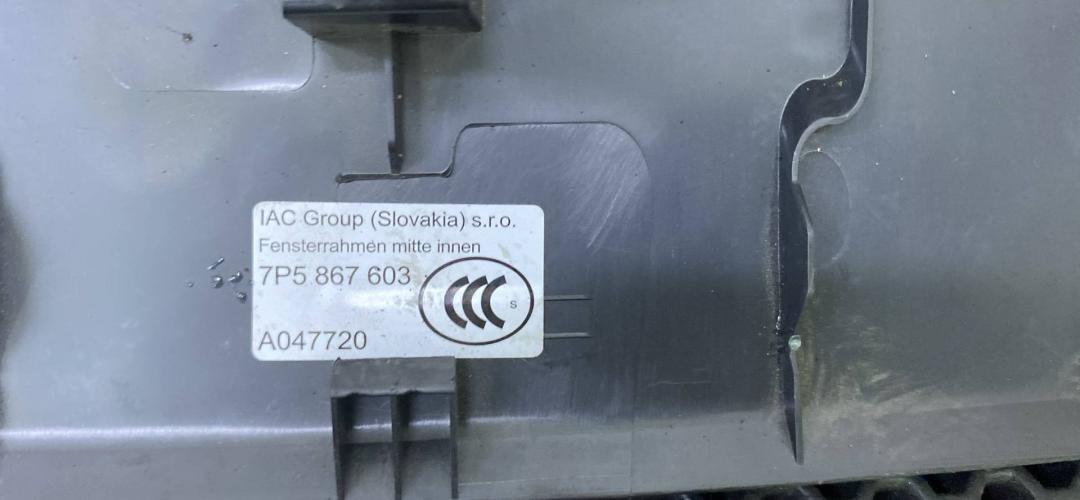 IAC Group (Slovakia) s.r.o.
Fensterrahmen mitte innen
7P5 867 603
CCC S
A047720